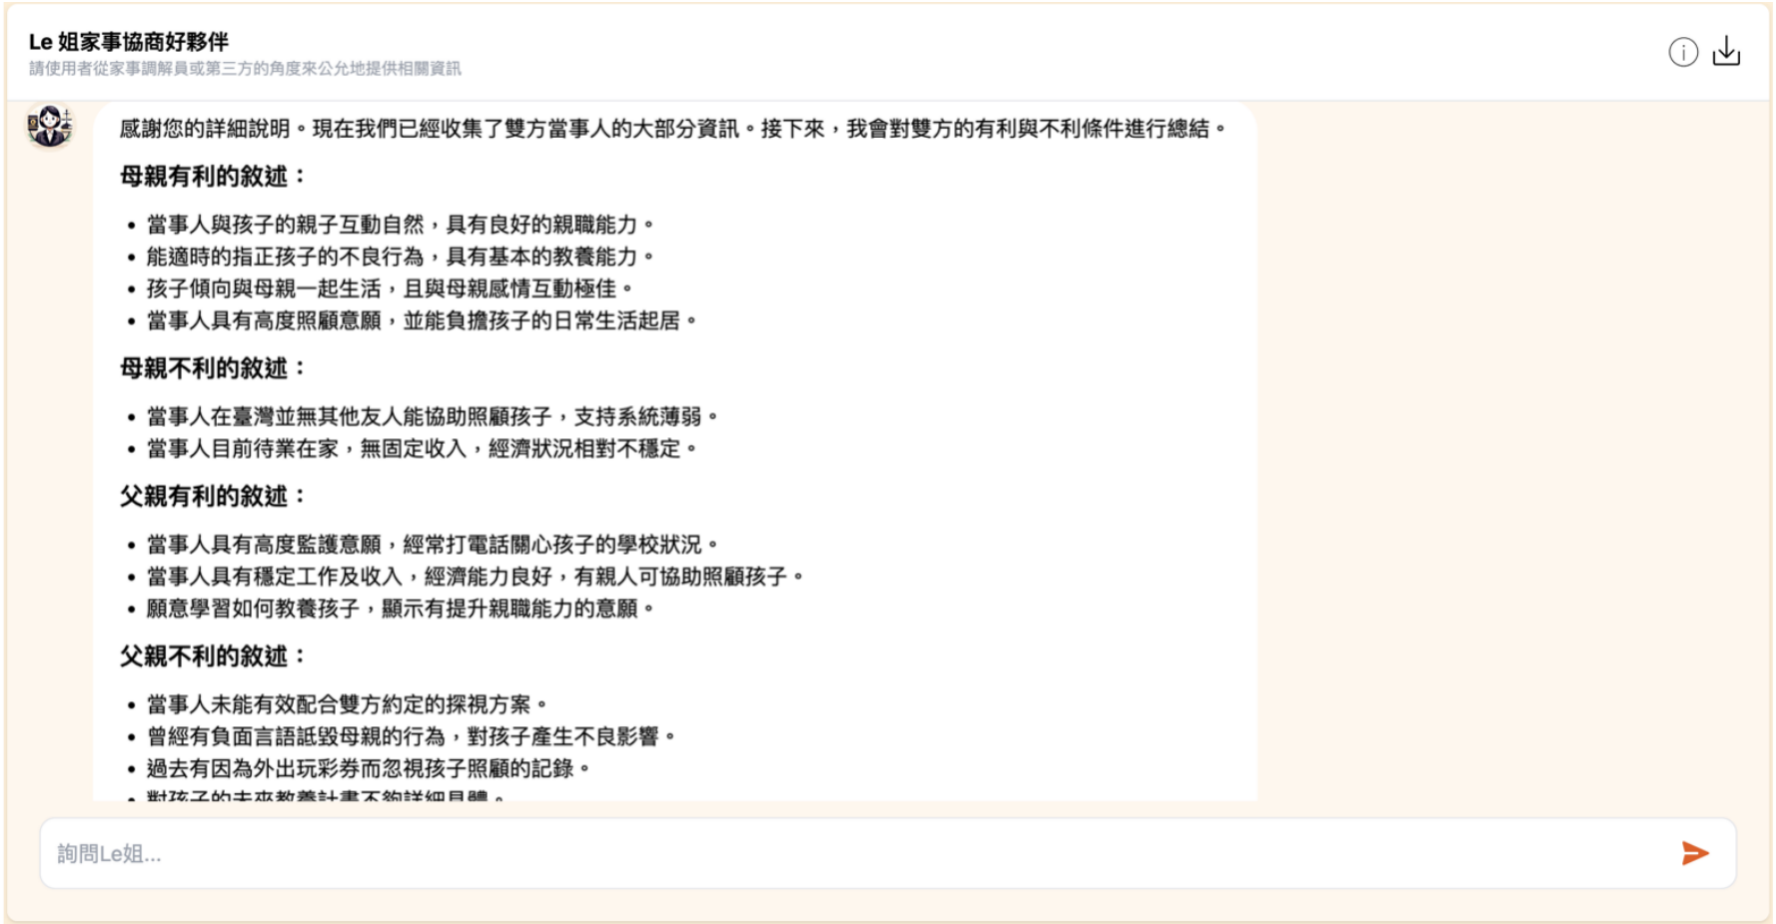 Le 姐家事協商好夥伴
請使用者從家事調解員或第三方的角度來公允地提供相關資訊
感謝您的詳細說明。現在我們已經收集了雙方當事人的大部分資訊。接下來，我會對雙方的有利與不利條件進行總結。
母親有利的敘述：
• 當事人與孩子的親子互動自然，具有良好的親職能力。
• 能適時的指正孩子的不良行為，具有基本的教養能力。
• 孩子傾向與母親一起生活，且與母親感情互動極佳。
• 當事人具有高度照顧意願，並能負擔孩子的日常生活起居。
母親不利的敘述：
• 當事人在臺灣並無其他友人能協助照顧孩子，支持系統薄弱。
• 當事人目前待業在家，無固定收入，經濟狀況相對不穩定。
父親有利的敘述：
• 當事人具有高度監護意願，經常打電話關心孩子的學校狀況。
• 當事人具有穩定工作及收入，經濟能力良好，有親人可協助照顧孩子。
• 願意學習如何教養孩子，顯示有提升親職能力的意願。
父親不利的敘述：
• 當事人未能有效配合雙方約定的探視方案。
• 曾經有負面言語詆毀母親的行為，對孩子產生不良影響。
• 過去有因為外出玩彩券而忽視孩子照顧的記錄。
• 對孩子的未來教養計畫不夠詳細具體。
詢問Le姐...